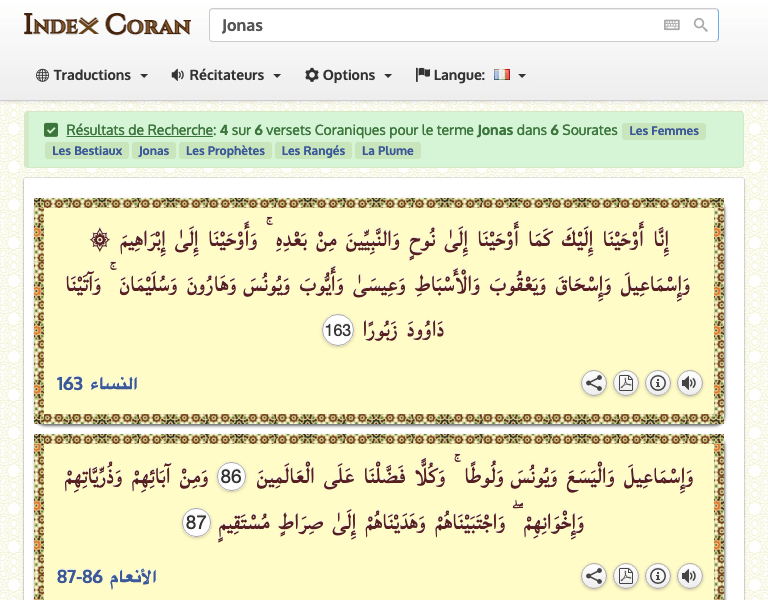 INDEX CORAN
Jonas
Traductions
Récitateurs
Options
Langue:
Résultats de Recherche: 4 sur 6 versets Coraniques pour le terme Jonas dans 6 Sourates Les Femmes
Les Bestiaux Jonas Les Prophètes Les Rangés La Plume
إِنَّا أَوْحَيْنَا إِلَيْكَ كَمَا أَوْحَيْنَا إِلَىٰ نُوحٍ وَالنَّبِيِّينَ مِنْ بَعْدِهِ ۚ وَأَوْحَيْنَا إِلَىٰ إِبْرَاهِيمَ ۞
وَإِسْمَاعِيلَ وَإِسْحَاقَ وَيَعْقُوبَ وَالْأَسْبَاطِ وَعِيسَىٰ وَأَيُّوبَ وَيُونُسَ وَهَارُونَ وَسُلَيْمَانَ ۚ وَآتَيْنَا
دَاوُودَ زَبُورًا 163
النساء 163
وَإِسْمَاعِيلَ وَالْيَسَعَ وَيُونُسَ وَلُوطًا ۚ وَكُلًّا فَضَّلْنَا عَلَى الْعَالَمِينَ 86 وَمِنْ آبَائِهِمْ وَذُرِّيَّاتِهِمْ
وَإِخْوَانِهِمْ ۖ وَاجْتَبَيْنَاهُمْ وَهَدَيْنَاهُمْ إِلَىٰ صِرَاطٍ مُسْتَقِيمٍ 87
الأنعام 86-87